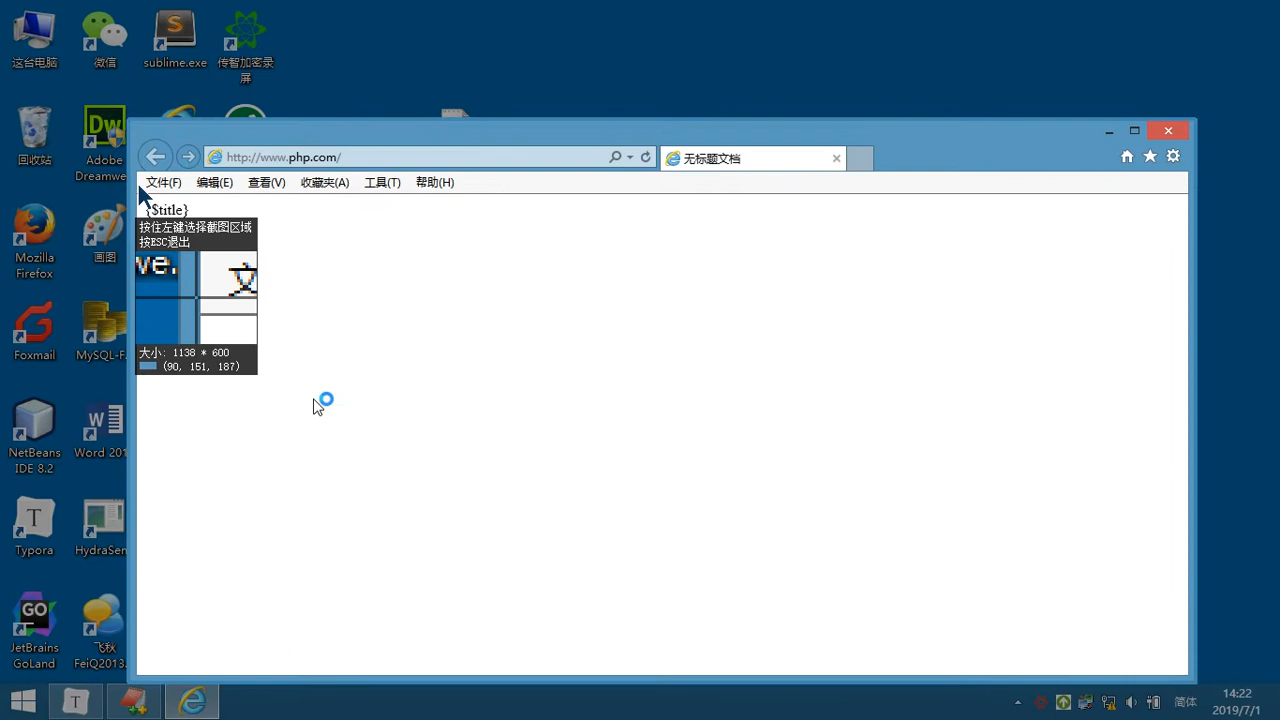 这台电脑
微信
sublime.exe
传智加密录
屏
回收站
Adobe
Dreamwe
Mozilla
Firefox
画图
Foxmail
MySQL-F
NetBeans
IDE 8.2
Word 201
Typora
HydraSen
JetBrains
GoLand
飞秋
FeiQ2013.
http://www.php.com/
无标题文档
文件(F)
编辑(E)
查看(V)
收藏夹(A)
工具(T)
帮助(H)
{$title}
按住左键选择截图区域
按ESC退出
ve.
文
大小: 1138 * 600
(90, 151, 187)
简体
14:22
2019/7/1